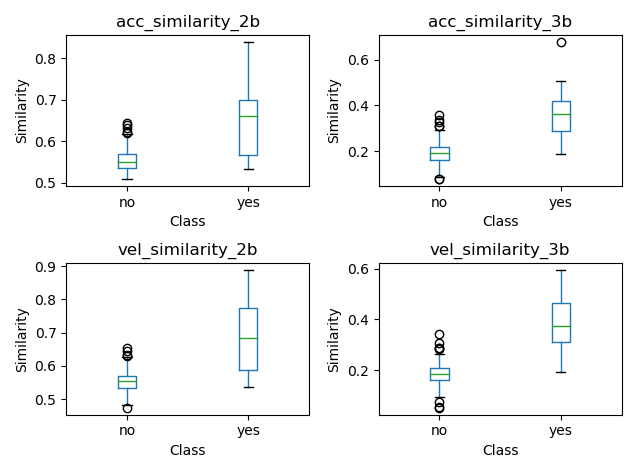 acc_similarity_2b
Similarity
0.8
0.7
0.6
0.5
no
yes
Class
acc_similarity_3b
Similarity
0.6
0.4
0.2
no
yes
Class
vel_similarity_2b
Similarity
0.9
0.8
0.7
0.6
0.5
no
yes
Class
vel_similarity_3b
Similarity
0.6
0.4
0.2
no
yes
Class